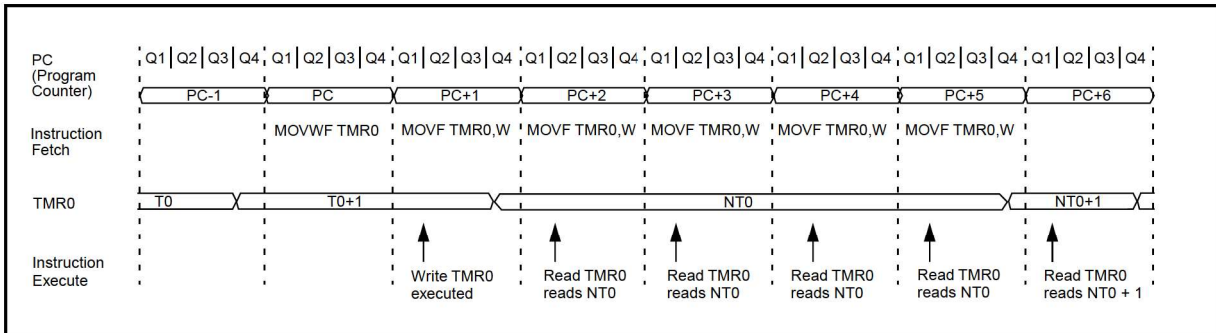 PC
(Program
Counter)
Q1 Q2 Q3 Q4 Q1 Q2 Q3 Q4 Q1 Q2 Q3 Q4 Q1 Q2 Q3 Q4 Q1 Q2 Q3 Q4 Q1 Q2 Q3 Q4 Q1 Q2 Q3 Q4 Q1 Q2 Q3 Q4
PC-1 PC PC+1 PC+2 PC+3 PC+4 PC+5 PC+6
Instruction
Fetch
MOVWF TMR0 MOVF TMR0,W MOVF TMR0,W MOVF TMR0,W MOVF TMR0,W MOVF TMR0,W
TMR0
T0 T0+1 NT0 NT0+1
Instruction
Execute
Write TMR0
executed
Read TMR0
reads NT0
Read TMR0
reads NT0
Read TMR0
reads NT0
Read TMR0
reads NT0
Read TMR0
reads NT0 + 1